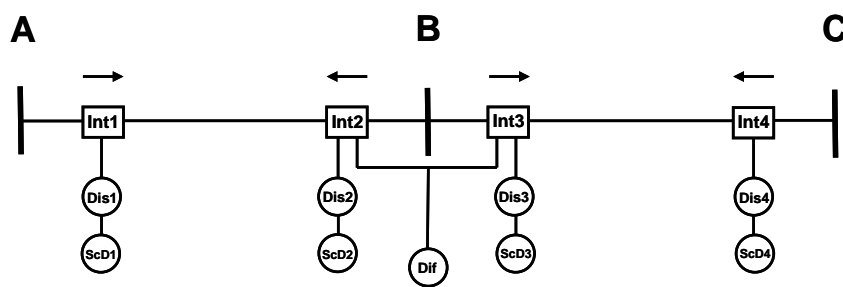 A B C
Int1 Int2 Int3 Int4
Dis1 Dis2 Dis3 Dis4
ScD1 ScD2 Dif ScD3 ScD4